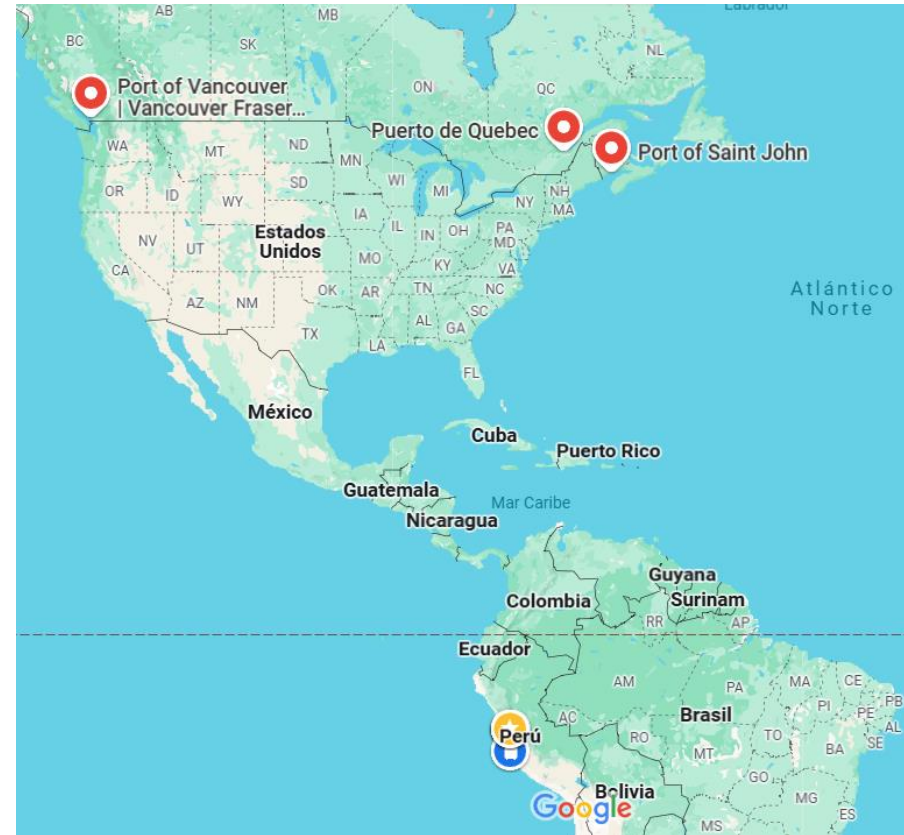 Labrador
AB
MB
BC
SK
NL
ON
QC
Port of Vancouver
| Vancouver Fraser...
Puerto de Quebec
Port of Saint John
WA
MT
ND
MN
OR
ID
SD
WI
MI
NH
WY
NY
MA
IA
Estados
Unidos
IL
IN
OH
PA
NV
UT
MD
MO
KY
VA
CA
OK
AR
TN
NC
Atlántico
Norte
AZ
NM
SC
AL
GA
TX
LA
FL
México
Cuba
Puerto Rico
Guatemala
Mar Caribe
Nicaragua
Guyana
Colombia
Surinam
RR
AP
Ecuador
AM
PA
MA
CE
PB
PI
PE
Perú
AC
Brasil
AL
RO
TO
SE
MT
BA
GO
Bolivia
MG
Google
MS
ES